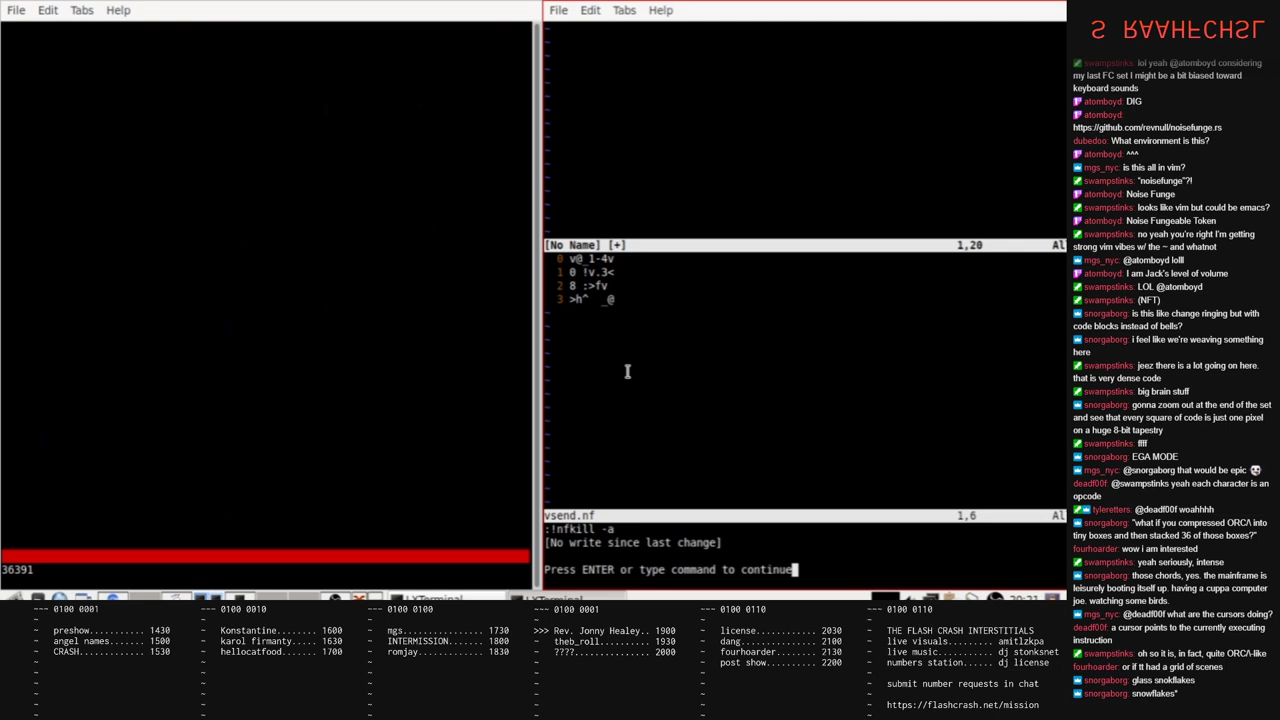 File Edit Tabs Help
36391
File Edit Tabs Help
[No Name] [+] 1,20 Al
0 v@_1-4v
1 0 !v.3<
2 8 :>fv
3 >h^  _@
vsend.nf 1,6 Al
:!nfkill -a
[No write since last change]
Press ENTER or type command to continue
S RAAHFCHSL
swampstinks: lol yeah @atomboyd considering
my last FC set I might be a bit biased toward
keyboard sounds
atomboyd: DIG
atomboyd:
https://github.com/revnull/noisefunge.rs
dubedoo: What environment is this?
atomboyd: ^^^
mgs_nyc: is this all in vim?
swampstinks: "noisefunge"?!
atomboyd: Noise Funge
swampstinks: looks like vim but could be emacs?
atomboyd: Noise Fungeable Token
swampstinks: no yeah you're right I'm getting
strong vim vibes w/ the ~ and whatnot
mgs_nyc: @atomboyd lolll
atomboyd: I am Jack's level of volume
swampstinks: LOL @atomboyd
swampstinks: (NFT)
snorgaborg: is this like change ringing but with
code blocks instead of bells?
snorgaborg: i feel like we're weaving something
here
swampstinks: jeez there is a lot going on here.
that is very dense code
swampstinks: big brain stuff
snorgaborg: gonna zoom out at the end of the set
and see that every square of code is just one pixel
on a huge 8-bit tapestry
swampstinks: ffff
snorgaborg: EGA MODE
mgs_nyc: @snorgaborg that would be epic
deadf00f: @swampstinks yeah each character is an
opcode
tyleretters: @deadf00f woahhhh
snorgaborg: "what if you compressed ORC/\ into
tiny boxes and then stacked 36 of those boxes?"
fourhoarder: wow i am interested
swampstinks: yeah seriously, intense
snorgaborg: those chords, yes. the mainframe is
leisurely booting itself up. having a cuppa computer
joe. watching some birds.
mgs_nyc: @deadf00f what are the cursors doing?
deadf00f: a cursor points to the currently executing
instruction
swampstinks: oh so it is, in fact, quite ORC/\-like
fourhoarder: or if tt had a grid of scenes
snorgaborg: glass snokflakes
snorgaborg: snowflakes*
~~~ 0100 0001
~ preshow.......... 1430
~ angel names...... 1500
~ CRASH............ 1530
~~~ 0100 0010
~ Konstantine...... 1600
~ karol firmanty... 1630
~ hellocatfood..... 1700
~~~ 0100 0100
~ mgs.............. 1730
~ INTERMISSION..... 1800
~ romjay........... 1830
~~~ 0100 0001
>>> Rev. Jonny Healey.. 1900
~ theb_roll........ 1930
~ ????............. 2000
~~~ 0100 0110
~ license.......... 2030
~ dang............. 2100
~ fourhoarder...... 2130
~ post show........ 2200
~~~ 0100 0110
~ THE FLASH CRASH INTERSTITIALS
~ live visuals.... amitlzkpa
~ live music... dj stonksnet
~ numbers station.. dj license
~ submit number requests in chat
~ https://flashcrash.net/mission